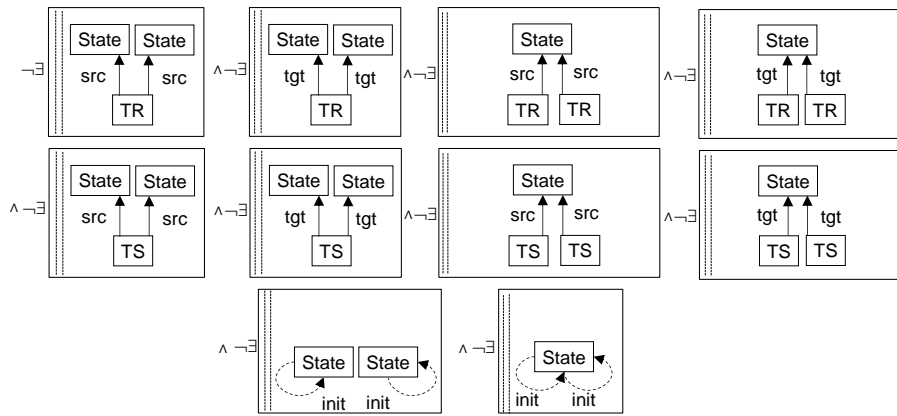 ¬∃ State State ∧¬∃ State State ∧¬∃ State ∧¬∃ State
src src tgt tgt src src tgt tgt
TR TR TR TR TR TR
∧¬∃ State State ∧¬∃ State State ∧¬∃ State ∧¬∃ State
src src tgt tgt src src tgt tgt
TS TS TS TS TS TS
∧¬∃ State State ∧¬∃ State
init init init init